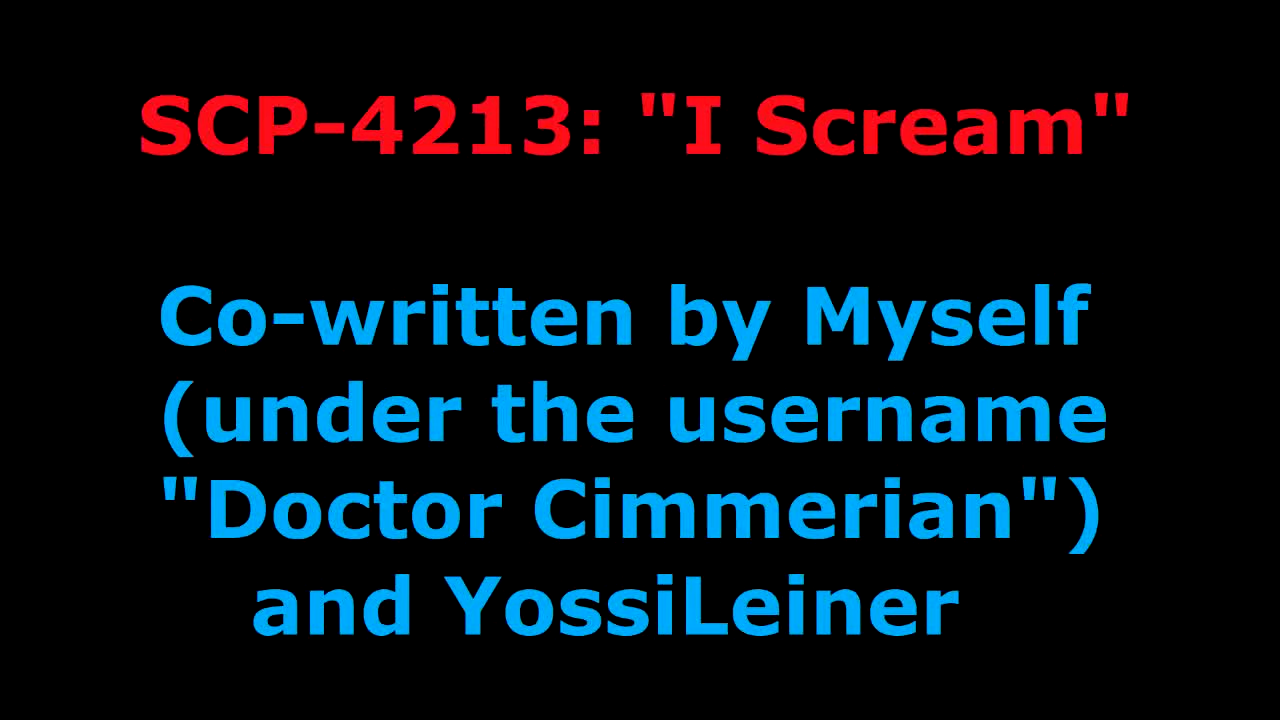 SCP-4213: "I Scream"
Co-written by Myself
(under the username
"Doctor Cimmerian")
and YossiLeiner